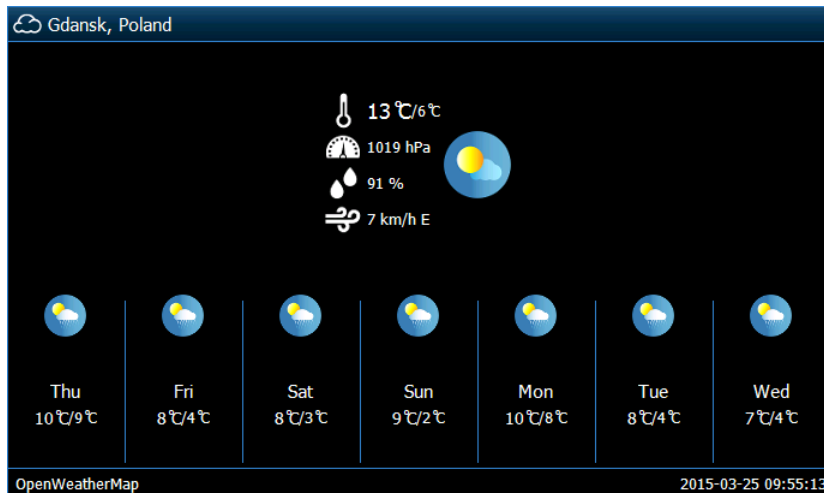 Gdansk, Poland
13℃/6℃
1019 hPa
91 %
7 km/h E
Thu Fri Sat Sun Mon Tue Wed
10℃/9℃ 8℃/4℃ 8℃/3℃ 9℃/2℃ 10℃/8℃ 8℃/4℃ 7℃/4℃
OpenWeatherMap 2015-03-25 09:55:13